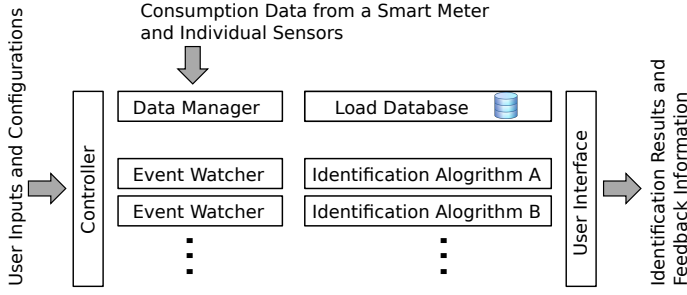 Consumption Data from a Smart Meter
and Individual Sensors
User Inputs and Configurations
Controller
Data Manager
Load Database
Event Watcher
Identification Alogrithm A
Event Watcher
Identification Alogrithm B
User Interface
Identification Results and
Feedback Information